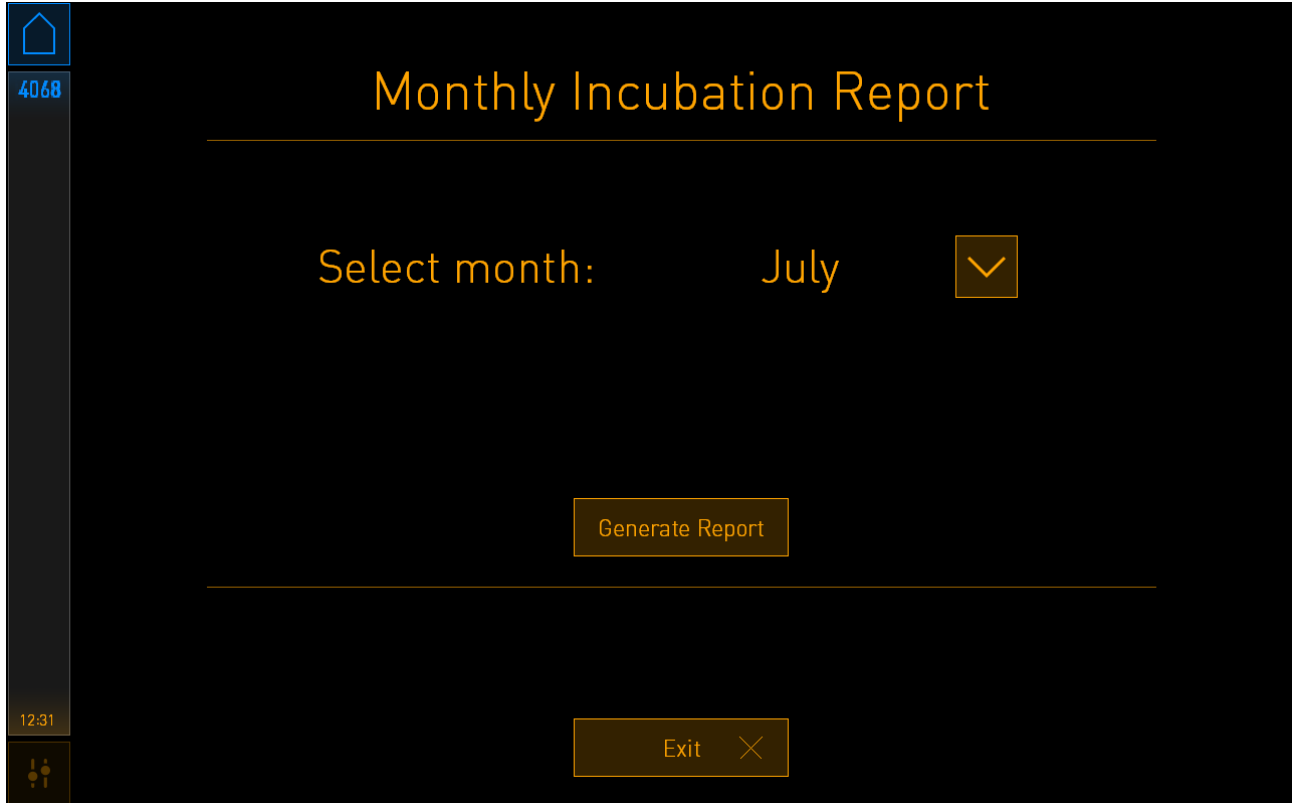 4068
Monthly Incubation Report
Select month: July
Generate Report
12:31
Exit